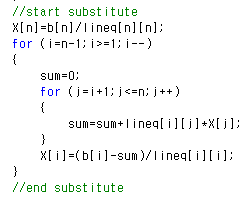 //start substitute
X[n]=b[n]/lineq[n][n];
for (i=n-1;i>=1;i--)
{
    sum=0;
    for (j=i+1;j<=n;j++)
    {
        sum=sum+lineq[i][j]*X[j];
    }
    X[i]=(b[i]-sum)/lineq[i][i];
}
//end substitute